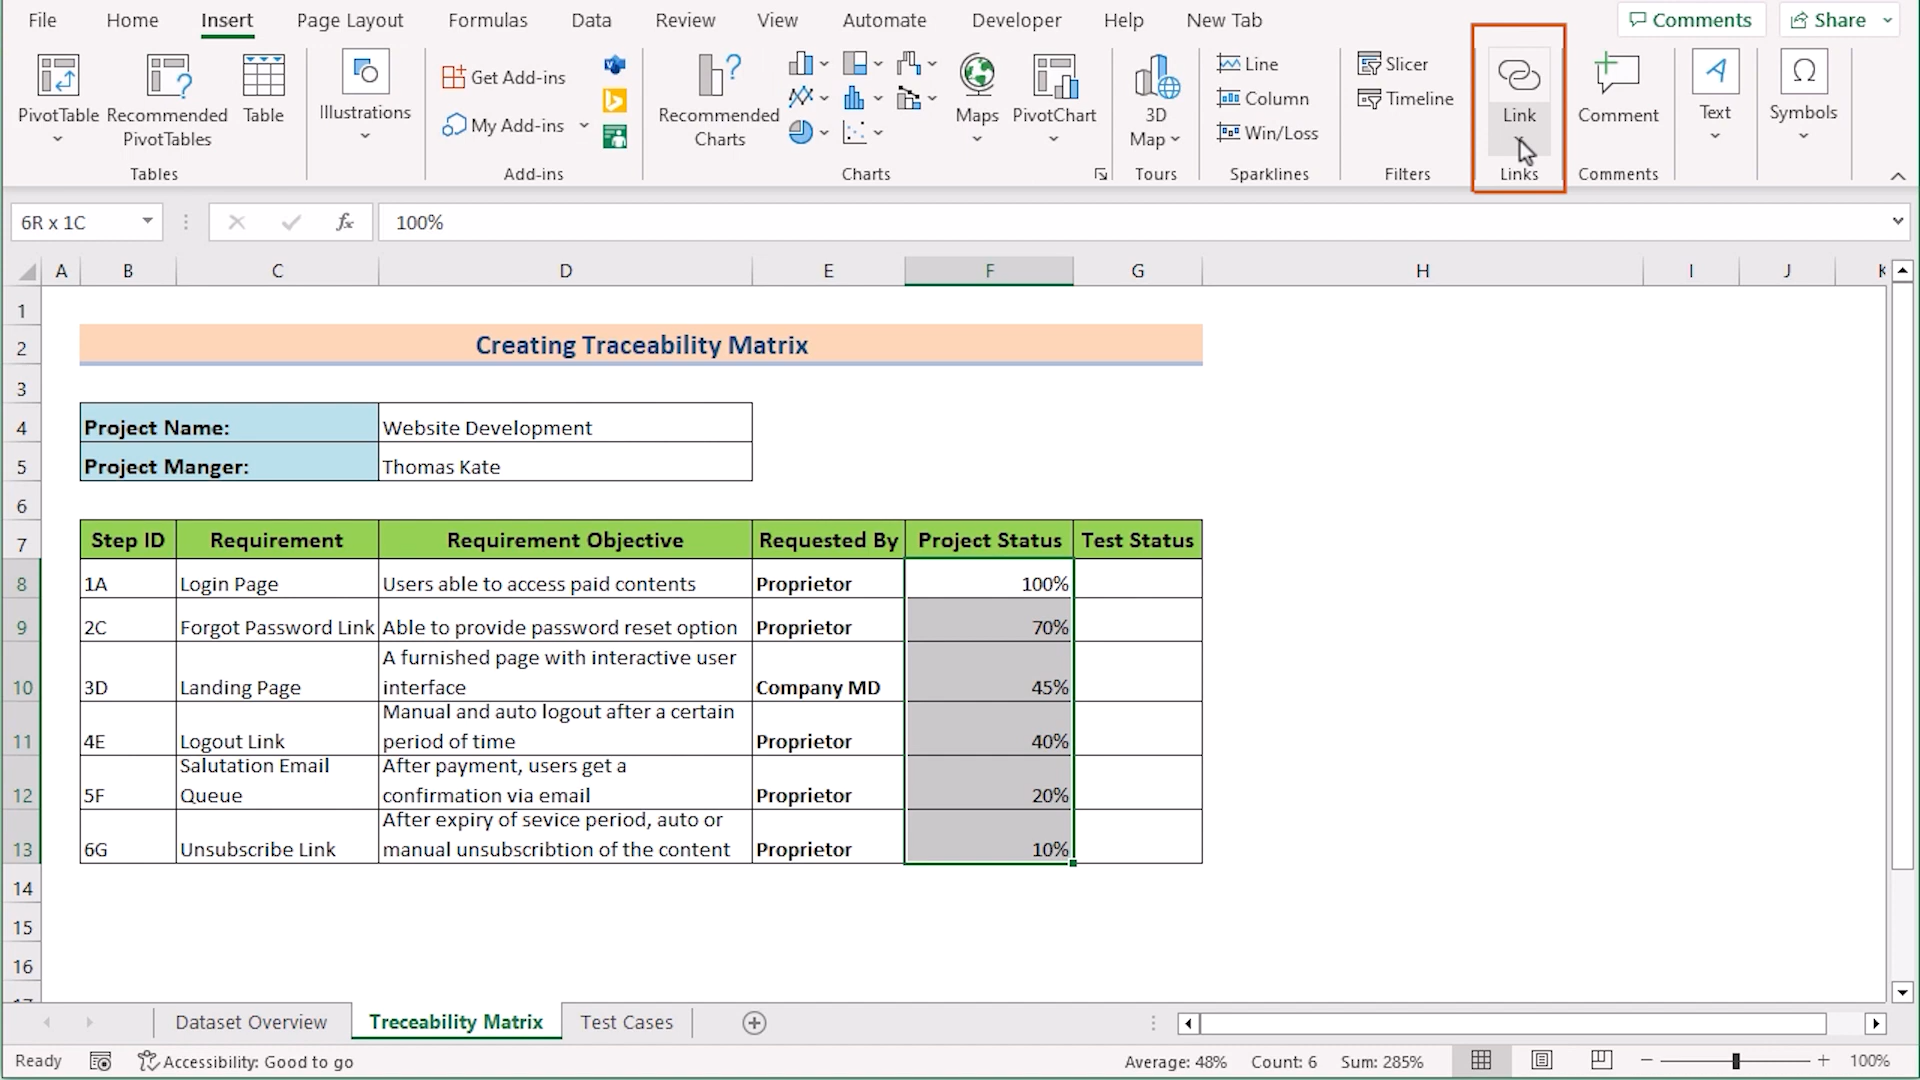 File Home Insert Page Layout Formulas Data Review View Automate Developer Help New Tab Comments Share
PivotTable Recommended PivotTables Table
Tables
Illustrations
Get Add-ins
My Add-ins
Add-ins
Recommended Charts
Maps PivotChart
Charts
3D Map
Tours
Line
Column
Win/Loss
Sparklines
Slicer
Timeline
Filters
Link
Links
Comment
Comments
Text
Symbols
6R x 1C fx 100%
A B C D E F G H I J K
1
2 Creating Traceability Matrix
3
4 Project Name: Website Development
5 Project Manger: Thomas Kate
6
7 Step ID Requirement Requirement Objective Requested By Project Status Test Status
8 1A Login Page Users able to access paid contents Proprietor 100%
9 2C Forgot Password Link Able to provide password reset option Proprietor 70%
A furnished page with interactive user
10 3D Landing Page interface Company MD 45%
Manual and auto logout after a certain
11 4E Logout Link period of time Proprietor 40%
Salutation Email After payment, users get a
12 5F Queue confirmation via email Proprietor 20%
After expiry of sevice period, auto or
13 6G Unsubscribe Link manual unsubscribtion of the content Proprietor 10%
14
15
16
17
Dataset Overview Treceability Matrix Test Cases
Ready Accessibility: Good to go Average: 48% Count: 6 Sum: 285% 100%